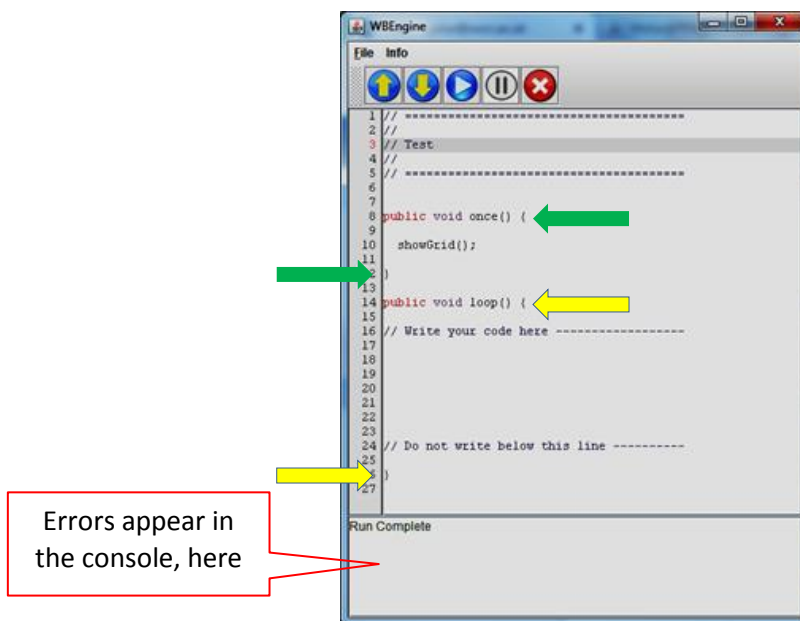 WBEngine
File Info
1 // =======================================
2 //
3 // Test
4 //
5 // =======================================
6
7
8 public void once() {
9
10 showGrid();
11
2 }
13
14 public void loop() {
15
16 // Write your code here ------------------
17
18
19
20
21
22
23
24 // Do not write below this line ----------
25
6 }
27
Run Complete
Errors appear in
the console, here